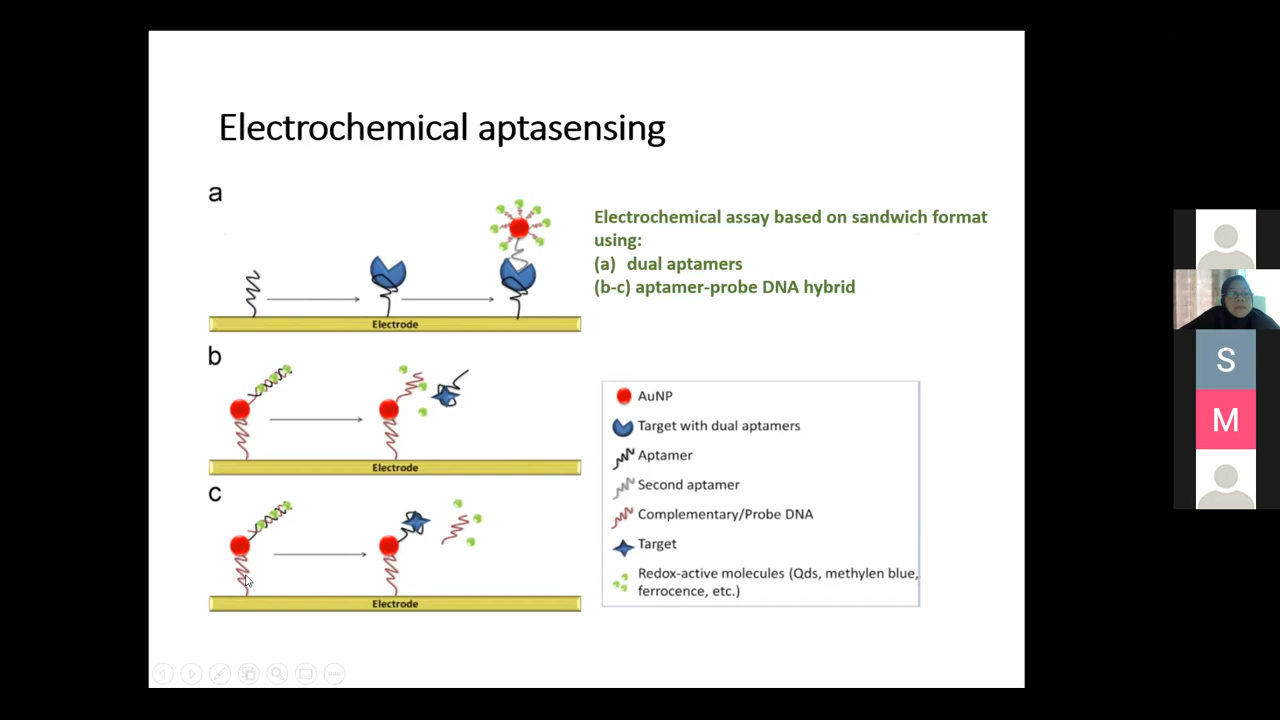 Electrochemical aptasensing
a
Electrochemical assay based on sandwich format
using:
(a) dual aptamers
(b-c) aptamer-probe DNA hybrid
Electrode
b
Electrode
c
Electrode
AuNP
Target with dual aptamers
Aptamer
Second aptamer
Complementary/Probe DNA
Target
Redox-active molecules (Qds, methylen blue,
ferrocence, etc.)
S
M